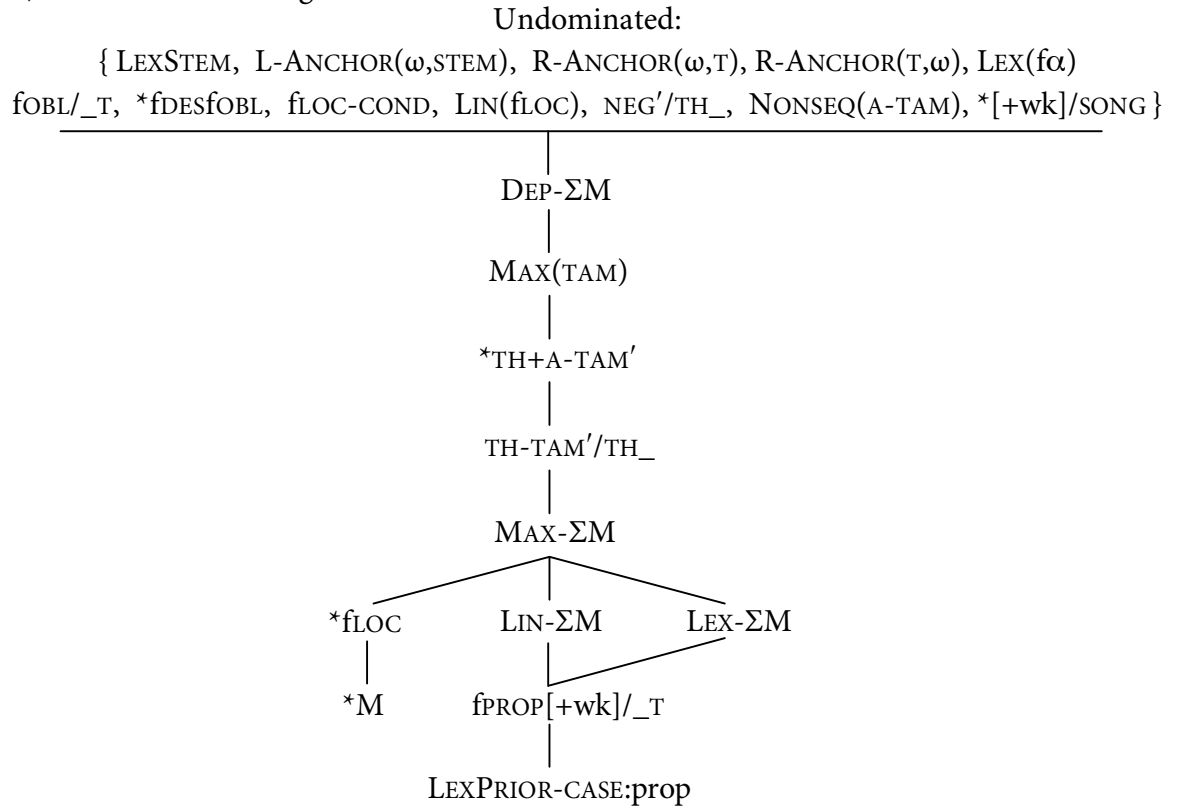 Undominated:
{ LEXSTEM, L-ANCHOR(ω,STEM), R-ANCHOR(ω,T), R-ANCHOR(T,ω), LEX(fα)
fOBL/_T, *fDESfOBL, fLOC-COND, LIN(fLOC), NEG′/TH_, NONSEQ(A-TAM), *[+wk]/SONG }
DEP-ΣM
MAX(TAM)
*TH+A-TAM′
TH-TAM′/TH_
MAX-ΣM
*fLOC LIN-ΣM LEX-ΣM
*M fPROP[+wk]/_T
LEXPRIOR-CASE:prop